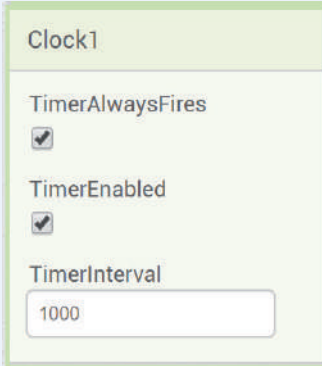 Clock1
TimerAlwaysFires
TimerEnabled
TimerInterval
1000